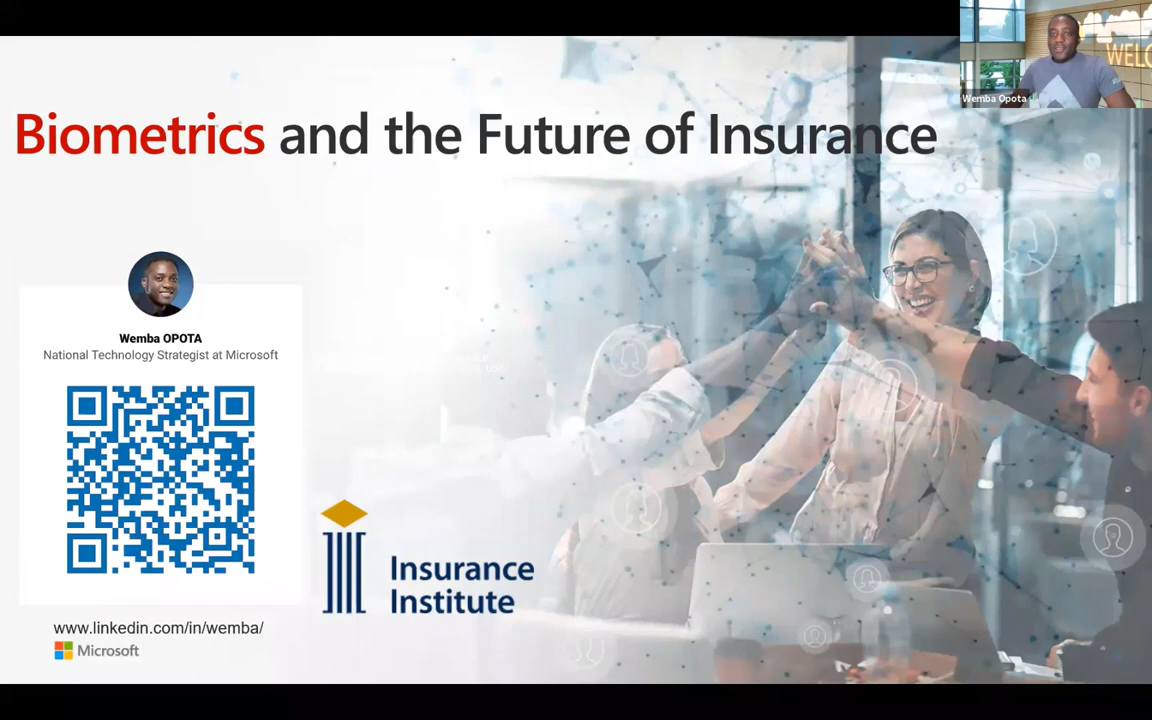 WELC
Wemba Opota
Biometrics and the Future of Insurance
Wemba OPOTA
National Technology Strategist at Microsoft
Insurance
Institute
www.linkedin.com/in/wemba/
Microsoft